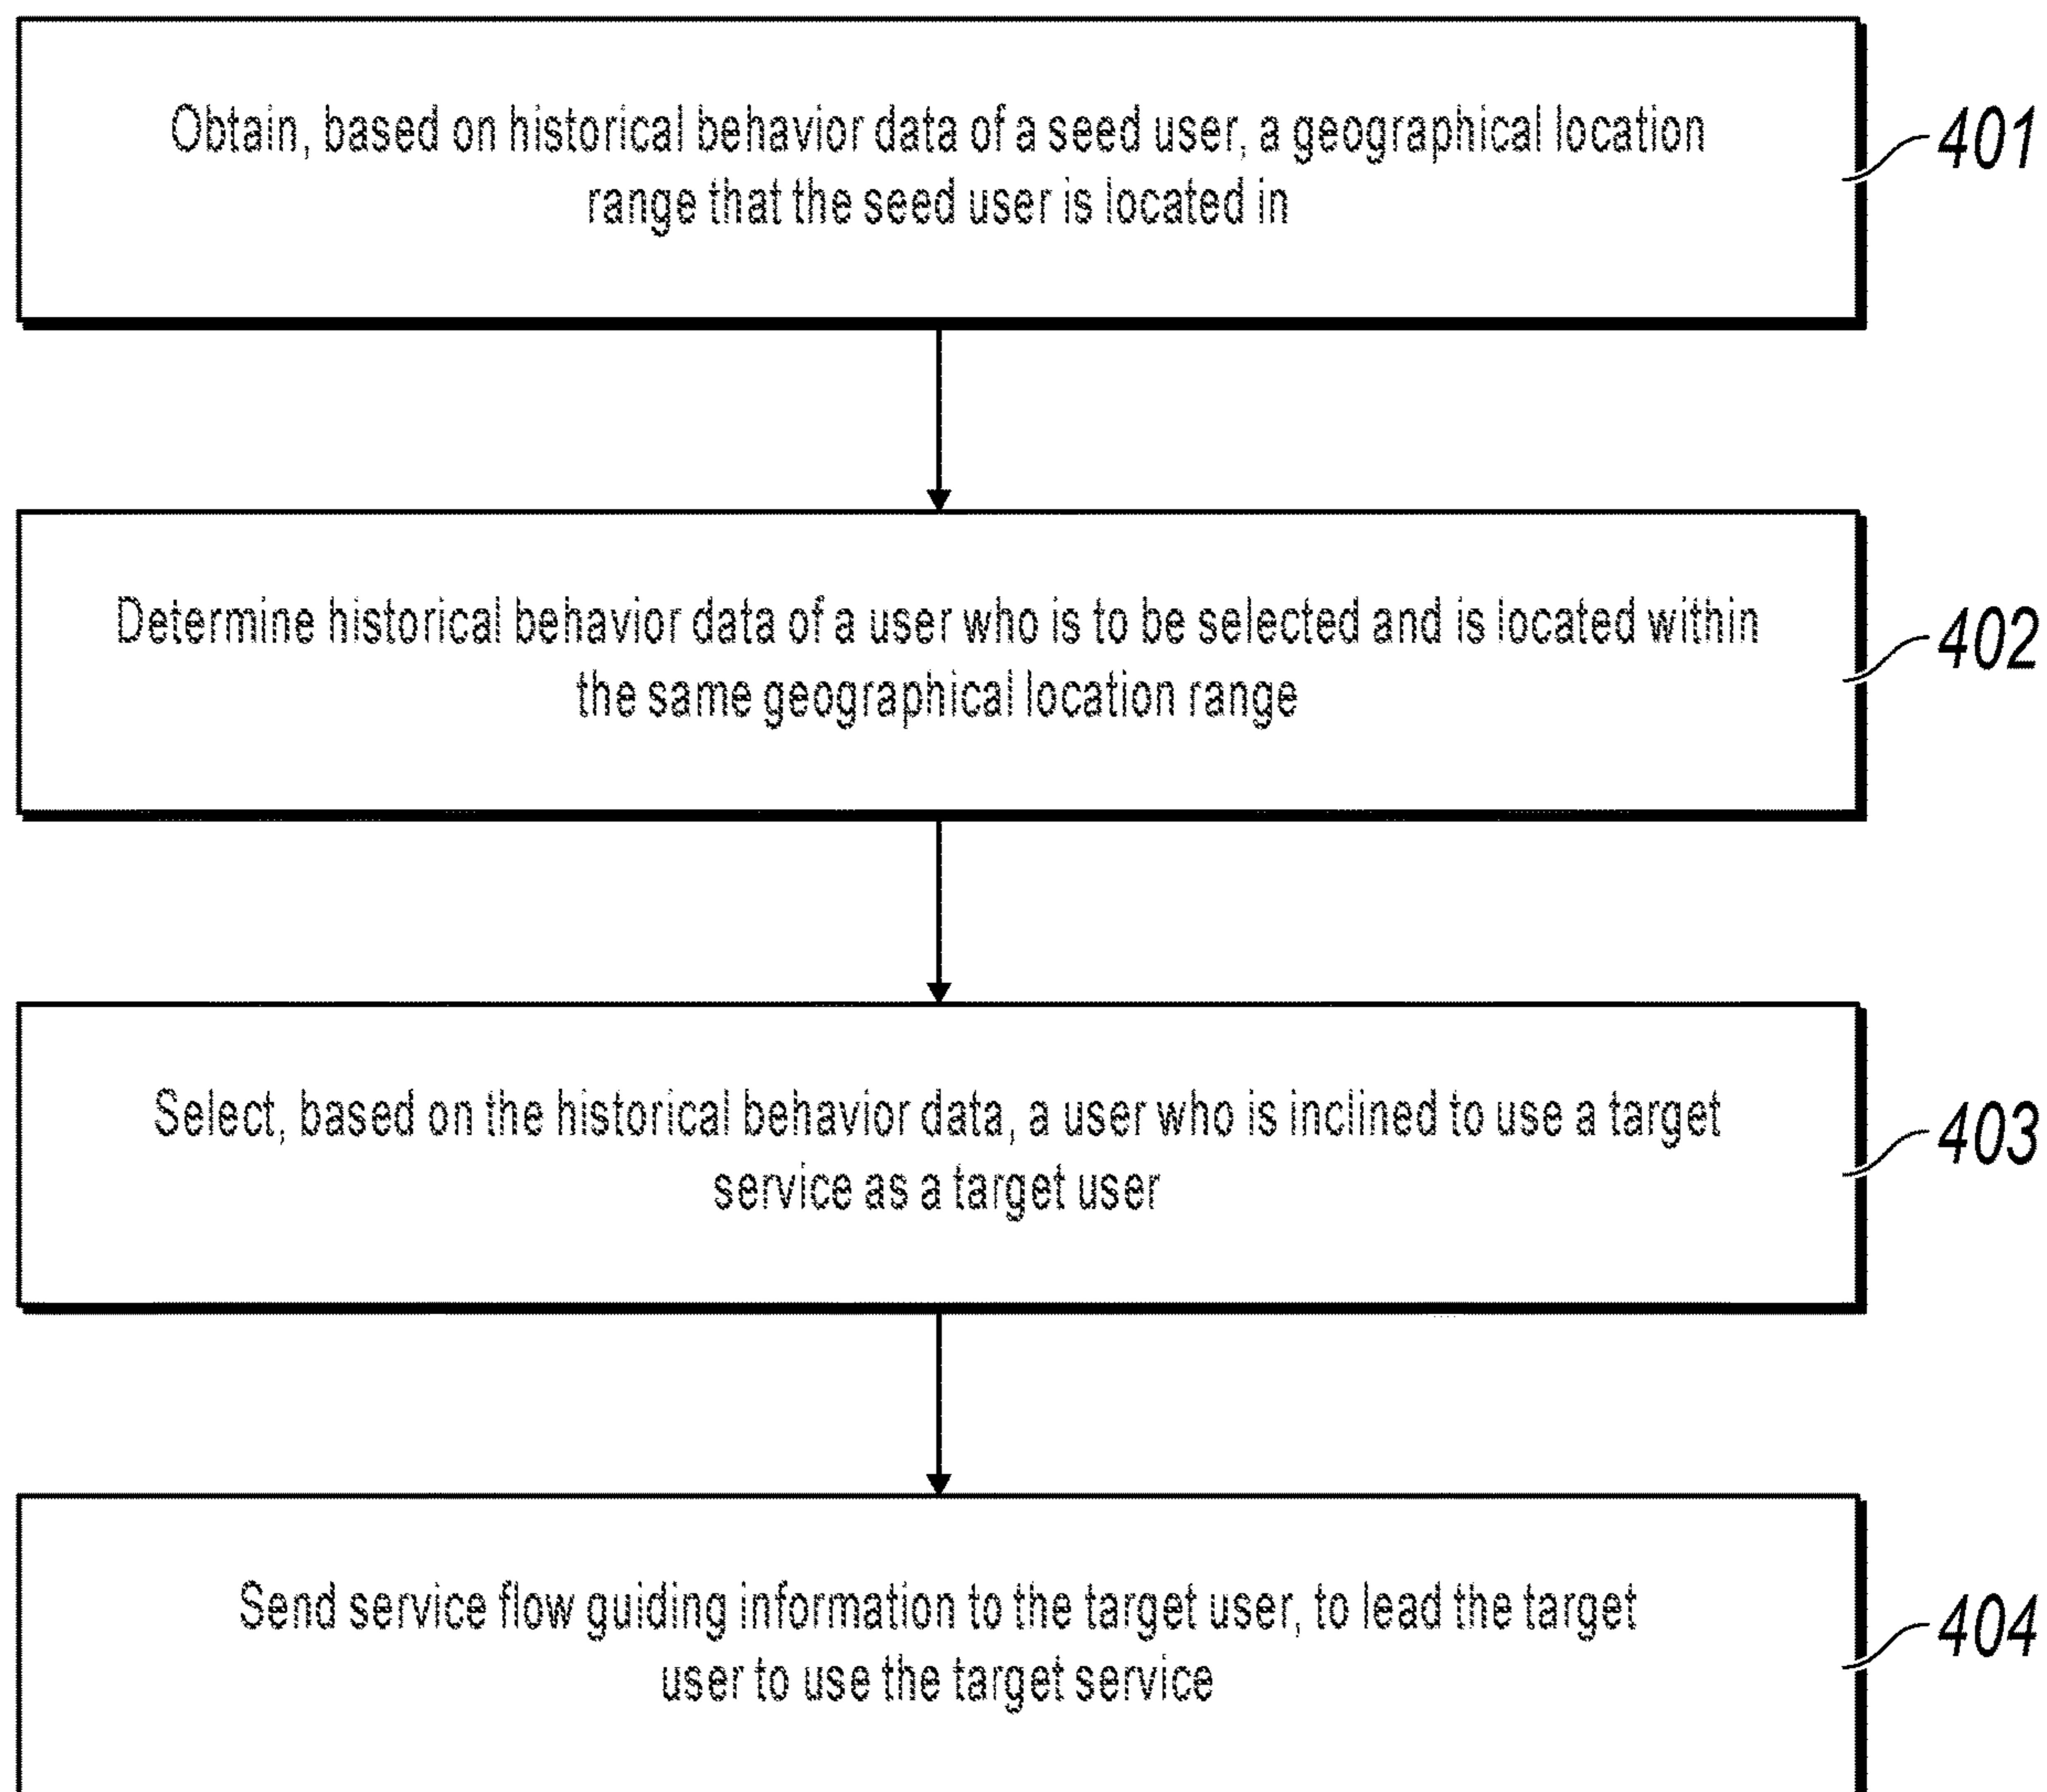 Obtain, based on historical behavior data of a seed user, a geographical location
range that the seed user is located in
401
Determine historical behavior data of a user who is to be selected and is located within
the same geographical location range
402
Select, based on the historical behavior data, a user who is inclined to use a target
service as a target user
403
Send service flow guiding information to the target user, to lead the target
user to use the target service
404